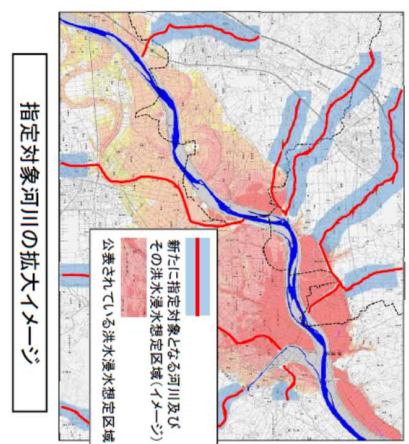 新たに指定対象となる河川及び
その洪水浸水想定区域(イメージ)
公表されている洪水浸水想定区域
指定対象河川の拡大イメージ